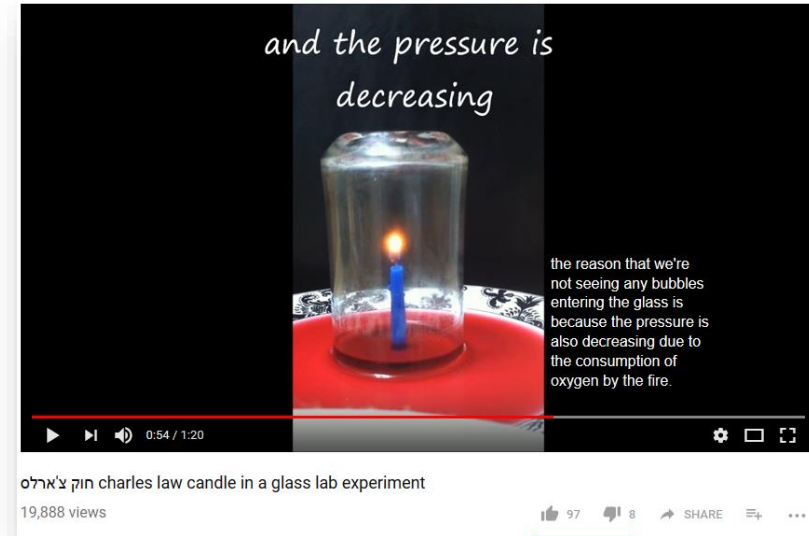 and the pressure is
decreasing
the reason that we're
not seeing any bubbles
entering the glass is
because the pressure is
also decreasing due to
the consumption of
oxygen by the fire.
0:54 / 1:20
חוק צ'ארלס charles law candle in a glass lab experiment
19,888 views
97 8 SHARE